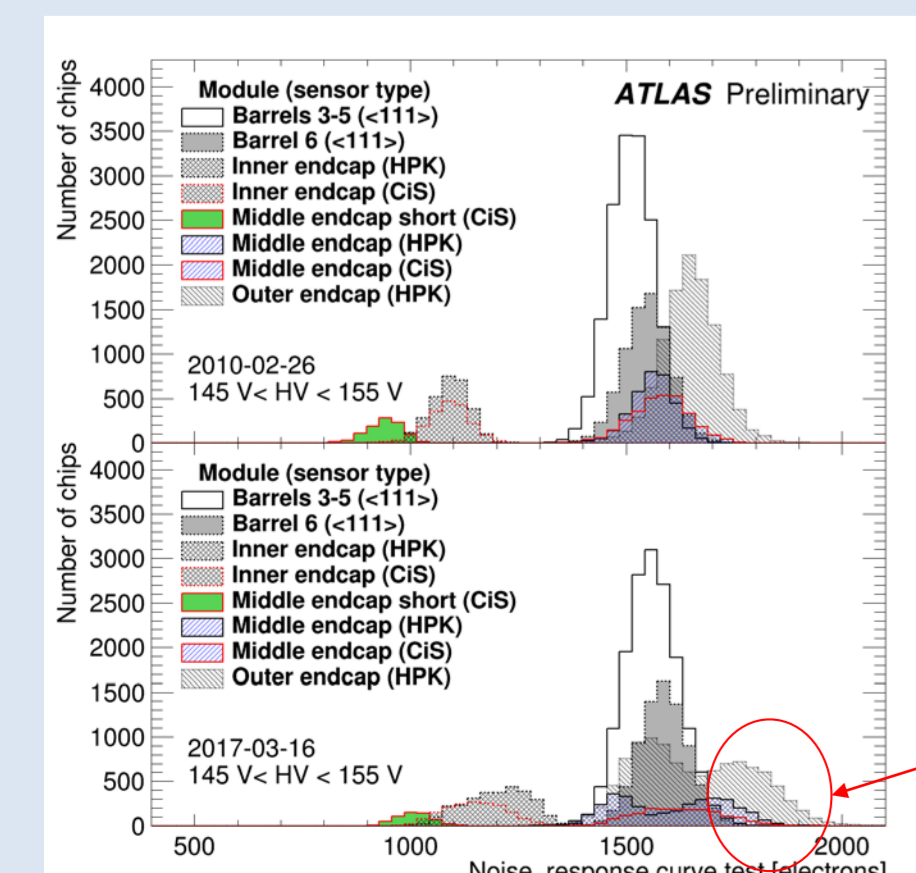 Number of chips
4000
3500
3000
2500
2000
1500
1000
500
0
Module (sensor type)
Barrels 3-5 (<111>)
Barrel 6 (<111>)
Inner endcap (HPK)
Inner endcap (CiS)
Middle endcap short (CiS)
Middle endcap (HPK)
Middle endcap (CiS)
Outer endcap (HPK)
ATLAS Preliminary
2010-02-26
145 V< HV < 155 V
Number of chips
4000
3500
3000
2500
2000
1500
1000
500
0
Module (sensor type)
Barrels 3-5 (<111>)
Barrel 6 (<111>)
Inner endcap (HPK)
Inner endcap (CiS)
Middle endcap short (CiS)
Middle endcap (HPK)
Middle endcap (CiS)
Outer endcap (HPK)
2017-03-16
145 V< HV < 155 V
500 1000 1500 2000
Noise, response curve test [electrons]